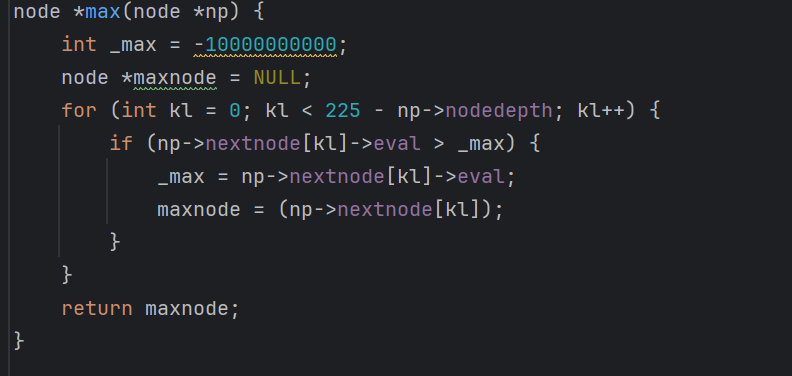 node *max(node *np) {
    int _max = -10000000000;
    node *maxnode = NULL;
    for (int kl = 0; kl < 225 - np->nodedepth; kl++) {
        if (np->nextnode[kl]->eval > _max) {
            _max = np->nextnode[kl]->eval;
            maxnode = (np->nextnode[kl]);
        }
    }
    return maxnode;
}